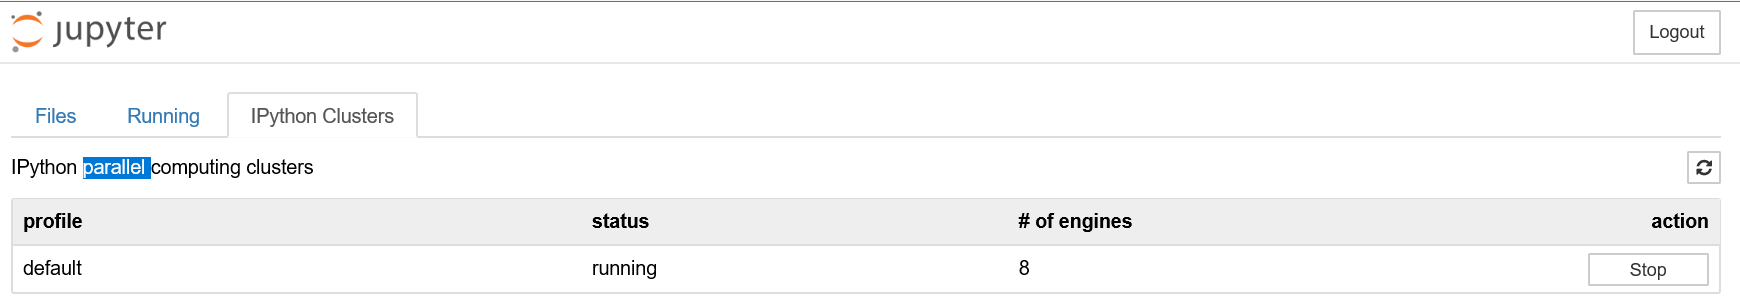 jupyter Logout
Files Running IPython Clusters
IPython parallel computing clusters
profile status # of engines action
default running 8 Stop